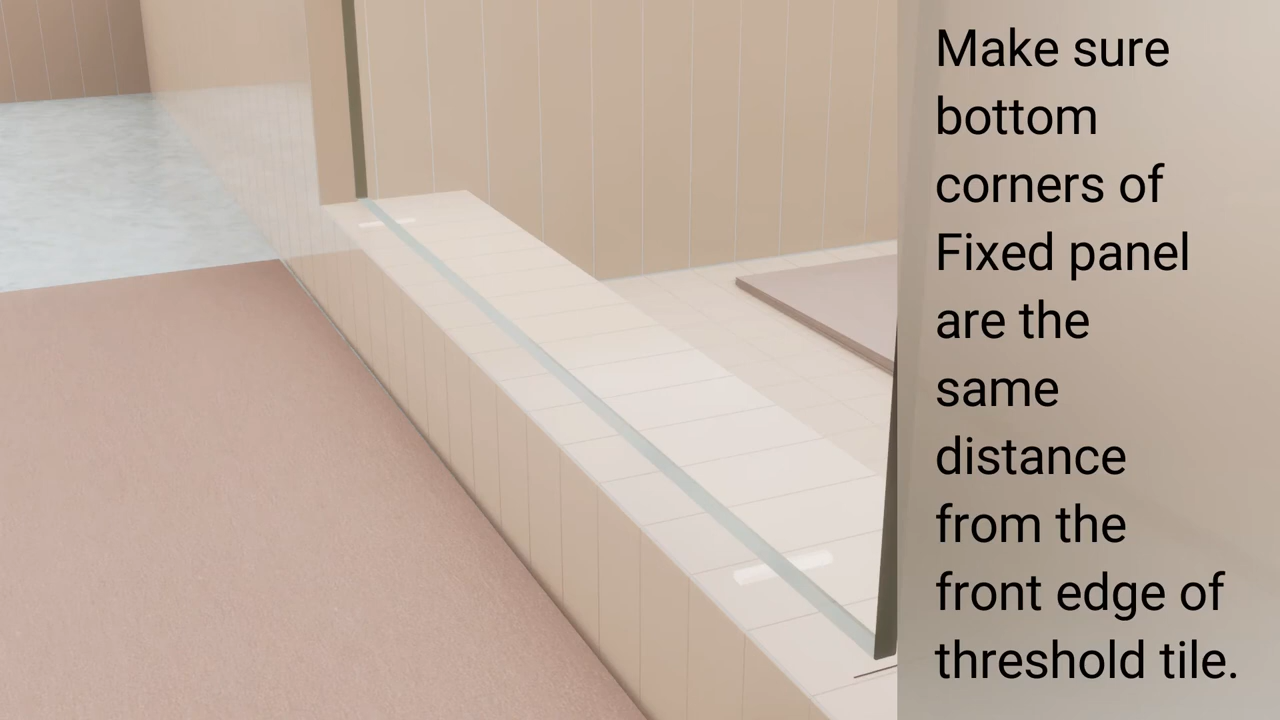 Make sure
bottom
corners of
Fixed panel
are the
same
distance
from the
front edge of
threshold tile.